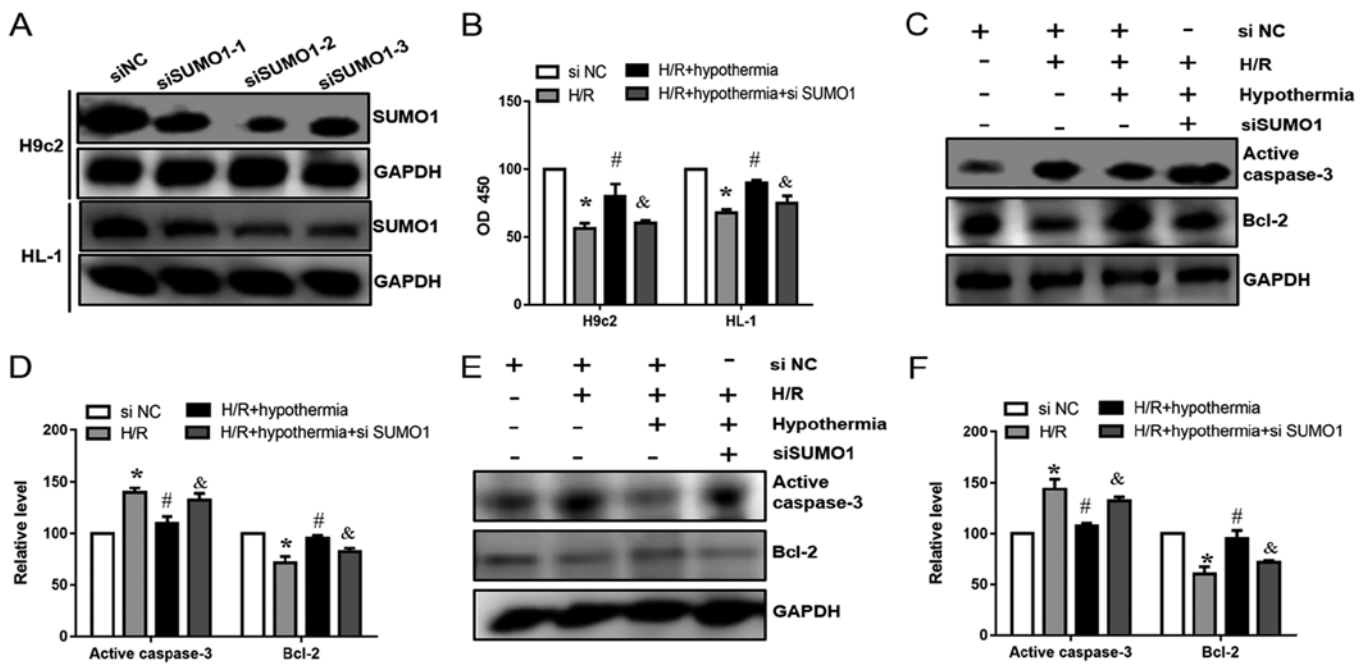 A
siNC siSUMO1-1 siSUMO1-2 siSUMO1-3
H9c2
SUMO1
GAPDH
HL-1
SUMO1
GAPDH
B
si NC H/R+hypothermia
H/R H/R+hypothermia+si SUMO1
OD 450
150
100
50
0
* # & * # &
H9c2 HL-1
C
+ + + - si NC
- + + + H/R
- - + + Hypothermia
- - - + siSUMO1
Active
caspase-3
Bcl-2
GAPDH
D
si NC H/R+hypothermia
H/R H/R+hypothermia+si SUMO1
Relative level
200
150
100
50
0
* # & * # &
Active caspase-3 Bcl-2
E
+ + + - si NC
- + + + H/R
- - + + Hypothermia
- - - + siSUMO1
Active
caspase-3
Bcl-2
GAPDH
F
si NC H/R+hypothermia
H/R H/R+hypothermia+si SUMO1
Relative level
200
150
100
50
0
* # & * # &
Active caspase-3 Bcl-2